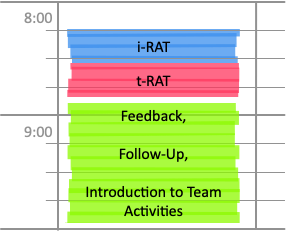 8:00
i-RAT
t-RAT
Feedback,
9:00
Follow-Up,
Introduction to Team
Activities